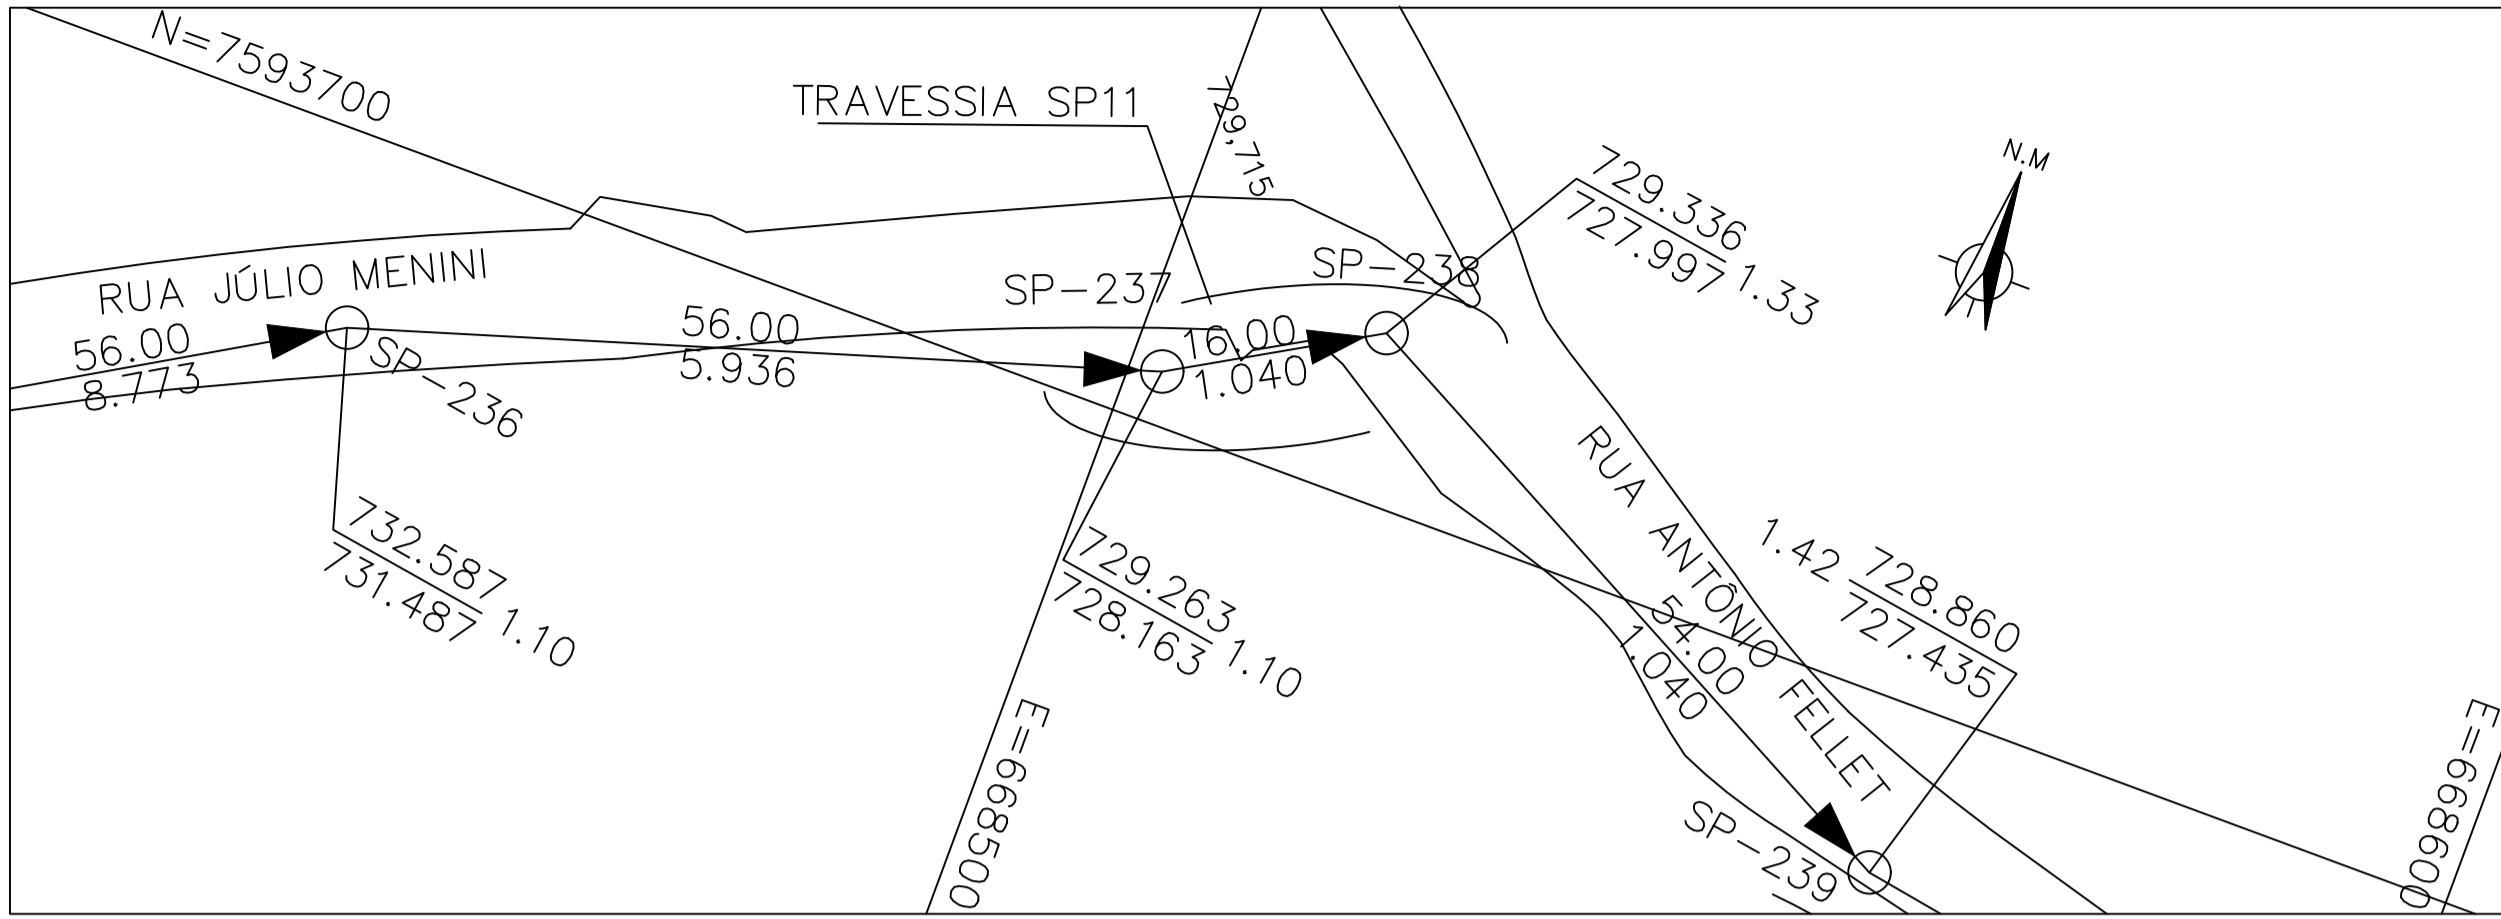 N=7593700
TRAVESSIA SP11
49,715
729.336
727.997 1.33
N.M
RUA JÚLIO MENINI
SP-237
SP-238
56.00
8.773
SP-236
56.00
5.936
16.00
1.040
RUA ANTÔNIO FELLET
732.587
731.487 1.10
729.263
728.163 1.10
1.42 728.860
727.435
54.00
1.040
E=668500
E=668600
SP-239